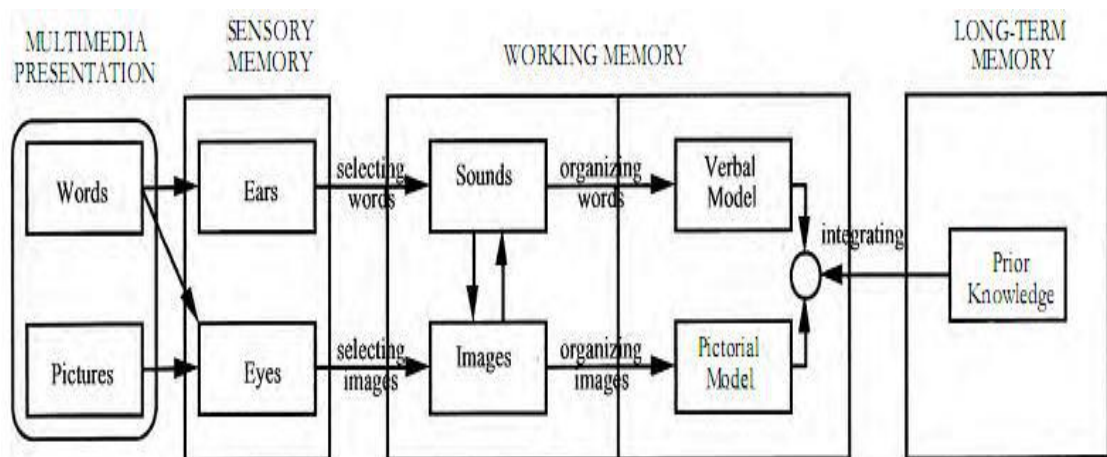 MULTIMEDIA
PRESENTATION
SENSORY
MEMORY
WORKING MEMORY
LONG-TERM
MEMORY
Words
Ears
selecting
words
Sounds
organizing
words
Verbal
Model
integrating
Prior
Knowledge
Pictures
Eyes
selecting
images
Images
organizing
images
Pictorial
Model